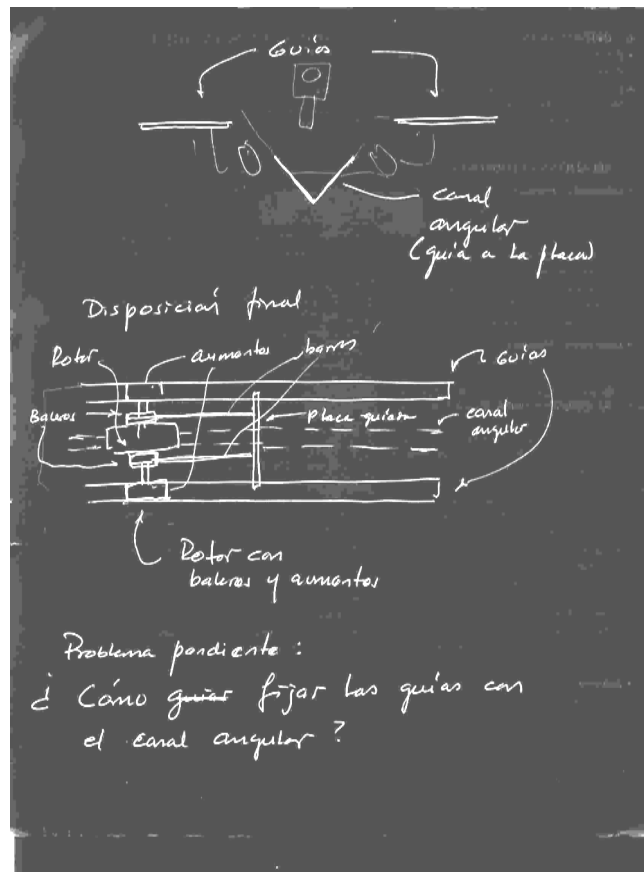 Guías
canal
angular
(guía a la placa)
Disposición final
Rotor
aumentos
barras
Guías
Baleros
Placa guiasa
canal
angular
Rotor con
baleros y aumentos
Problema pendiente:
¿Cómo guiar fijar las guías con
el canal angular?